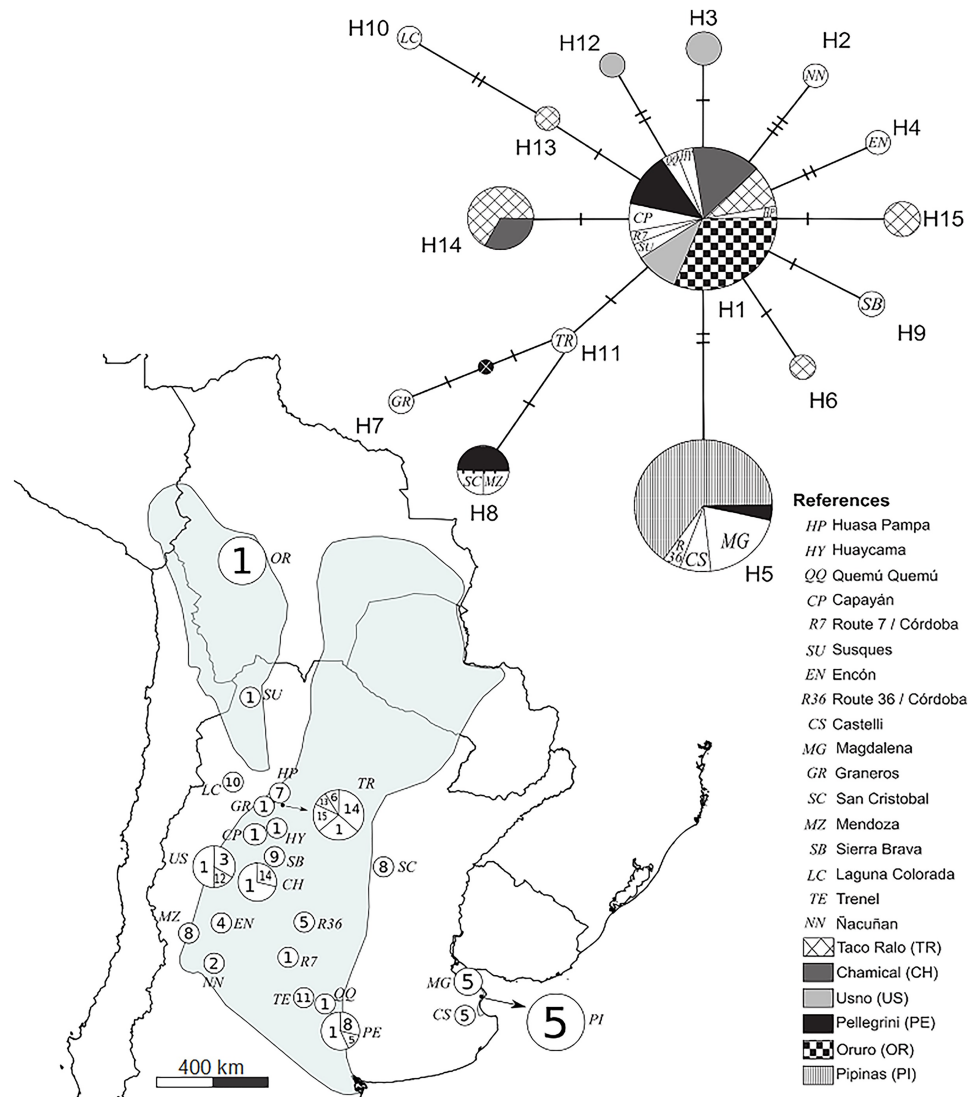 H10
LC
H12
H3
H2
NN
H4
EN
H13
QQ
HY
H14
CP
R7
SU
HP
H15
SB
H1
H9
TR
H11
H6
GR
H7
SC
MZ
H8
R
36
CS
MG
H5
1
OR
1
SU
LC
10
HP
7
GR
1
TR
13
6
14
15
1
CP
1
1
HY
US
1
3
12
9
SB
CH
1
14
8
SC
MZ
8
4
EN
5
R36
2
NN
1
R7
TE
11
QQ
1
1
8
5
PE
MG
5
CS
5
5
PI
400 km
References
HP Huasa Pampa
HY Huaycama
QQ Quemú Quemú
CP Capayán
R7 Route 7 / Córdoba
SU Susques
EN Encón
R36 Route 36 / Córdoba
CS Castelli
MG Magdalena
GR Graneros
SC San Cristobal
MZ Mendoza
SB Sierra Brava
LC Laguna Colorada
TE Trenel
NN Ñacuñan
Taco Ralo (TR)
Chamical (CH)
Usno (US)
Pellegrini (PE)
Oruro (OR)
Pipinas (PI)